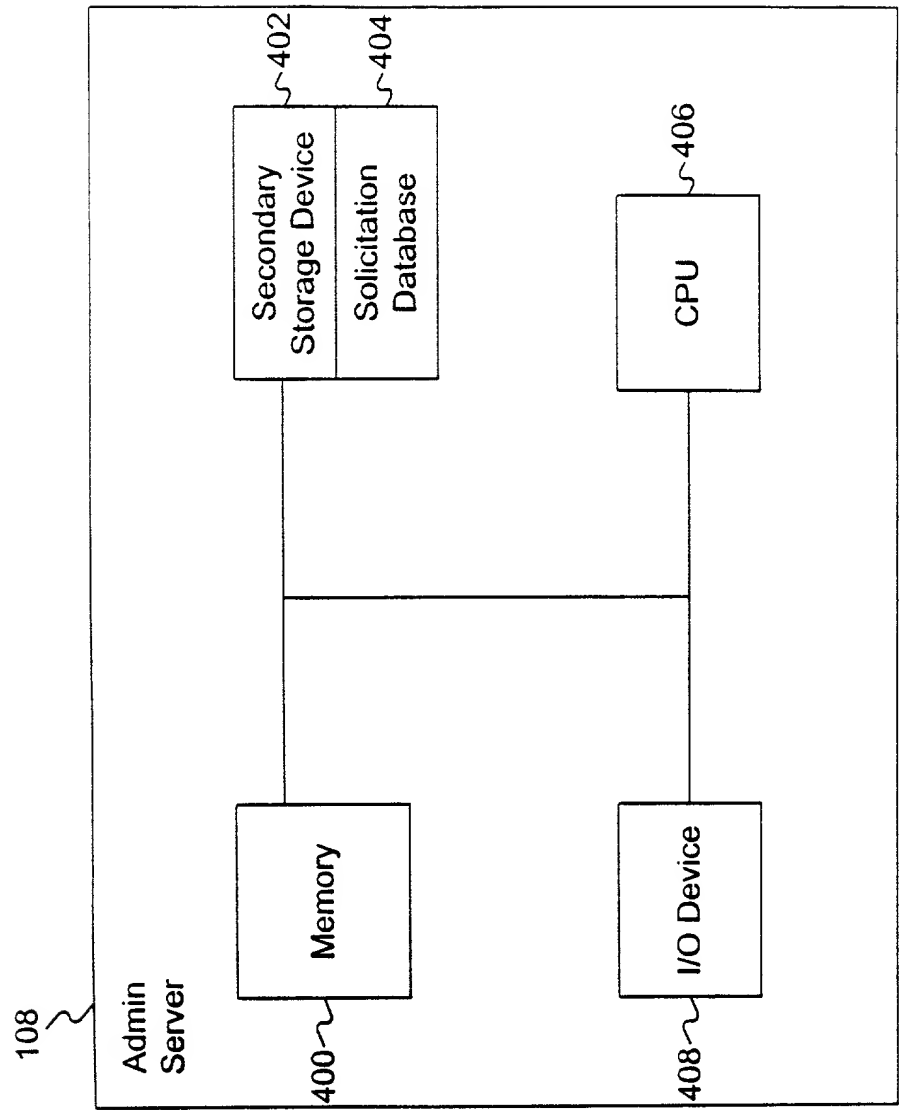 108
Admin
Server
400
Memory
Secondary
Storage Device
402
Solicitation
Database
404
408
I/O Device
CPU
406